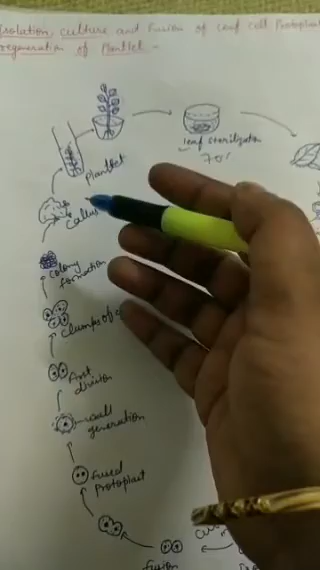 Isolation, culture and Fusion of leaf cell Protoplast
regeneration of Plantlet -
leaf sterilization
70%
Plantlet
Callus
Colony
formation
Clumps of
First
division
wall
generation
Fused
Protoplast
fusion